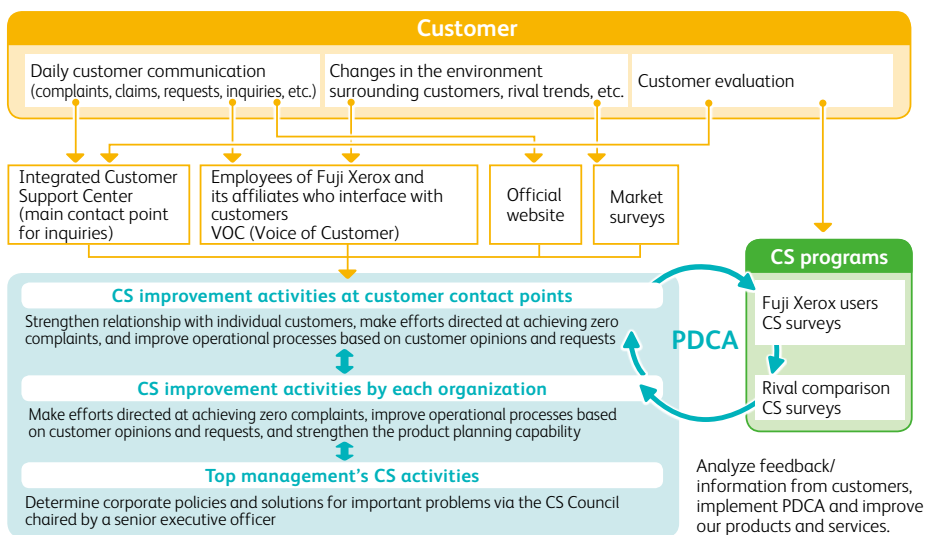 Customer
Daily customer communication
(complaints, claims, requests, inquiries, etc.)
Changes in the environment
surrounding customers, rival trends, etc.
Customer evaluation
Integrated Customer
Support Center
(main contact point
for inquiries)
Employees of Fuji Xerox and
its affiliates who interface with
customers
VOC (Voice of Customer)
Official
website
Market
surveys
CS programs
Fuji Xerox users
CS surveys
Rival comparison
CS surveys
PDCA
CS improvement activities at customer contact points
Strengthen relationship with individual customers, make efforts directed at achieving zero
complaints, and improve operational processes based on customer opinions and requests
CS improvement activities by each organization
Make efforts directed at achieving zero complaints, improve operational processes based
on customer opinions and requests, and strengthen the product planning capability
Top management's CS activities
Determine corporate policies and solutions for important problems via the CS Council
chaired by a senior executive officer
Analyze feedback/
information from customers,
implement PDCA and improve
our products and services.